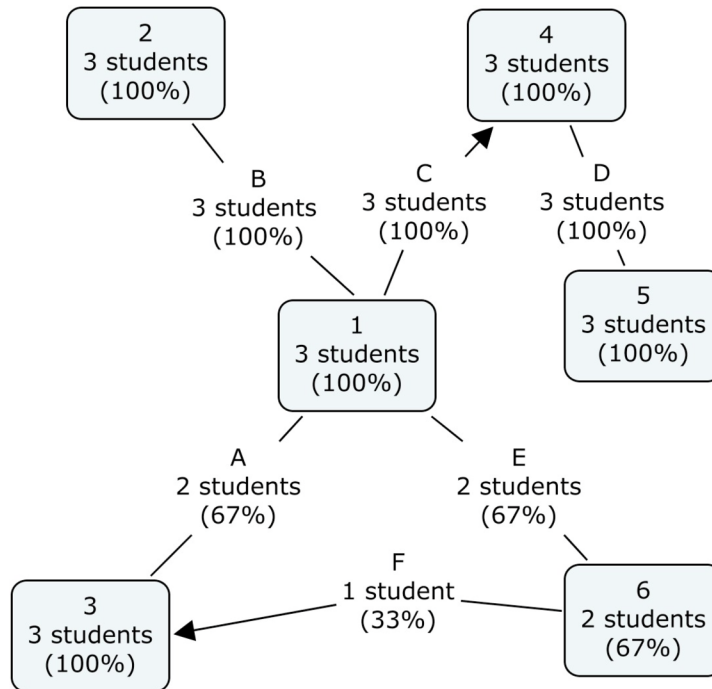 2
3 students
(100%)
4
3 students
(100%)
B
3 students
(100%)
C
3 students
(100%)
D
3 students
(100%)
1
3 students
(100%)
5
3 students
(100%)
A
2 students
(67%)
E
2 students
(67%)
F
1 student
(33%)
3
3 students
(100%)
6
2 students
(67%)